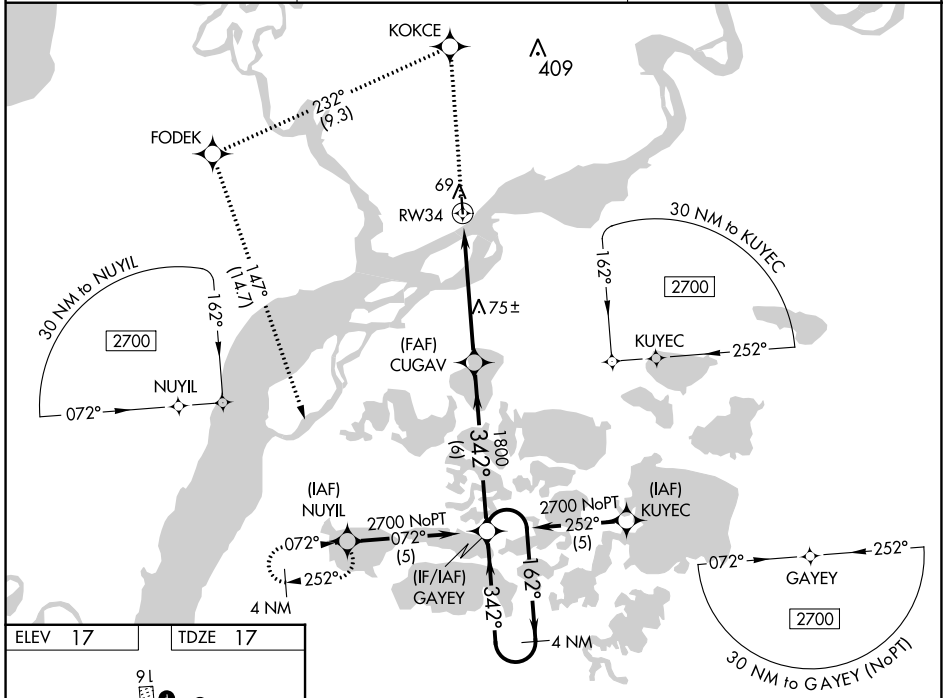 KOKCE
409
232°
(9.3)
FODEK
69
RW34
147°
(14.7)
30 NM to NUYIL
162°
2700
NUYIL
072°
30 NM to KUYEC
162°
2700
KUYEC
252°
75±
(FAF)
CUGAV
1800
342°
(6)
(IAF)
NUYIL
2700 NoPT
072°
(5)
072°
252°
4 NM
(IF/IAF)
GAYEY
(IAF)
KUYEC
2700 NoPT
252°
(5)
162°
342°
4 NM
072°
252°
GAYEY
2700
30 NM to GAYEY (NoPT)
ELEV 17
TDZE 17
16